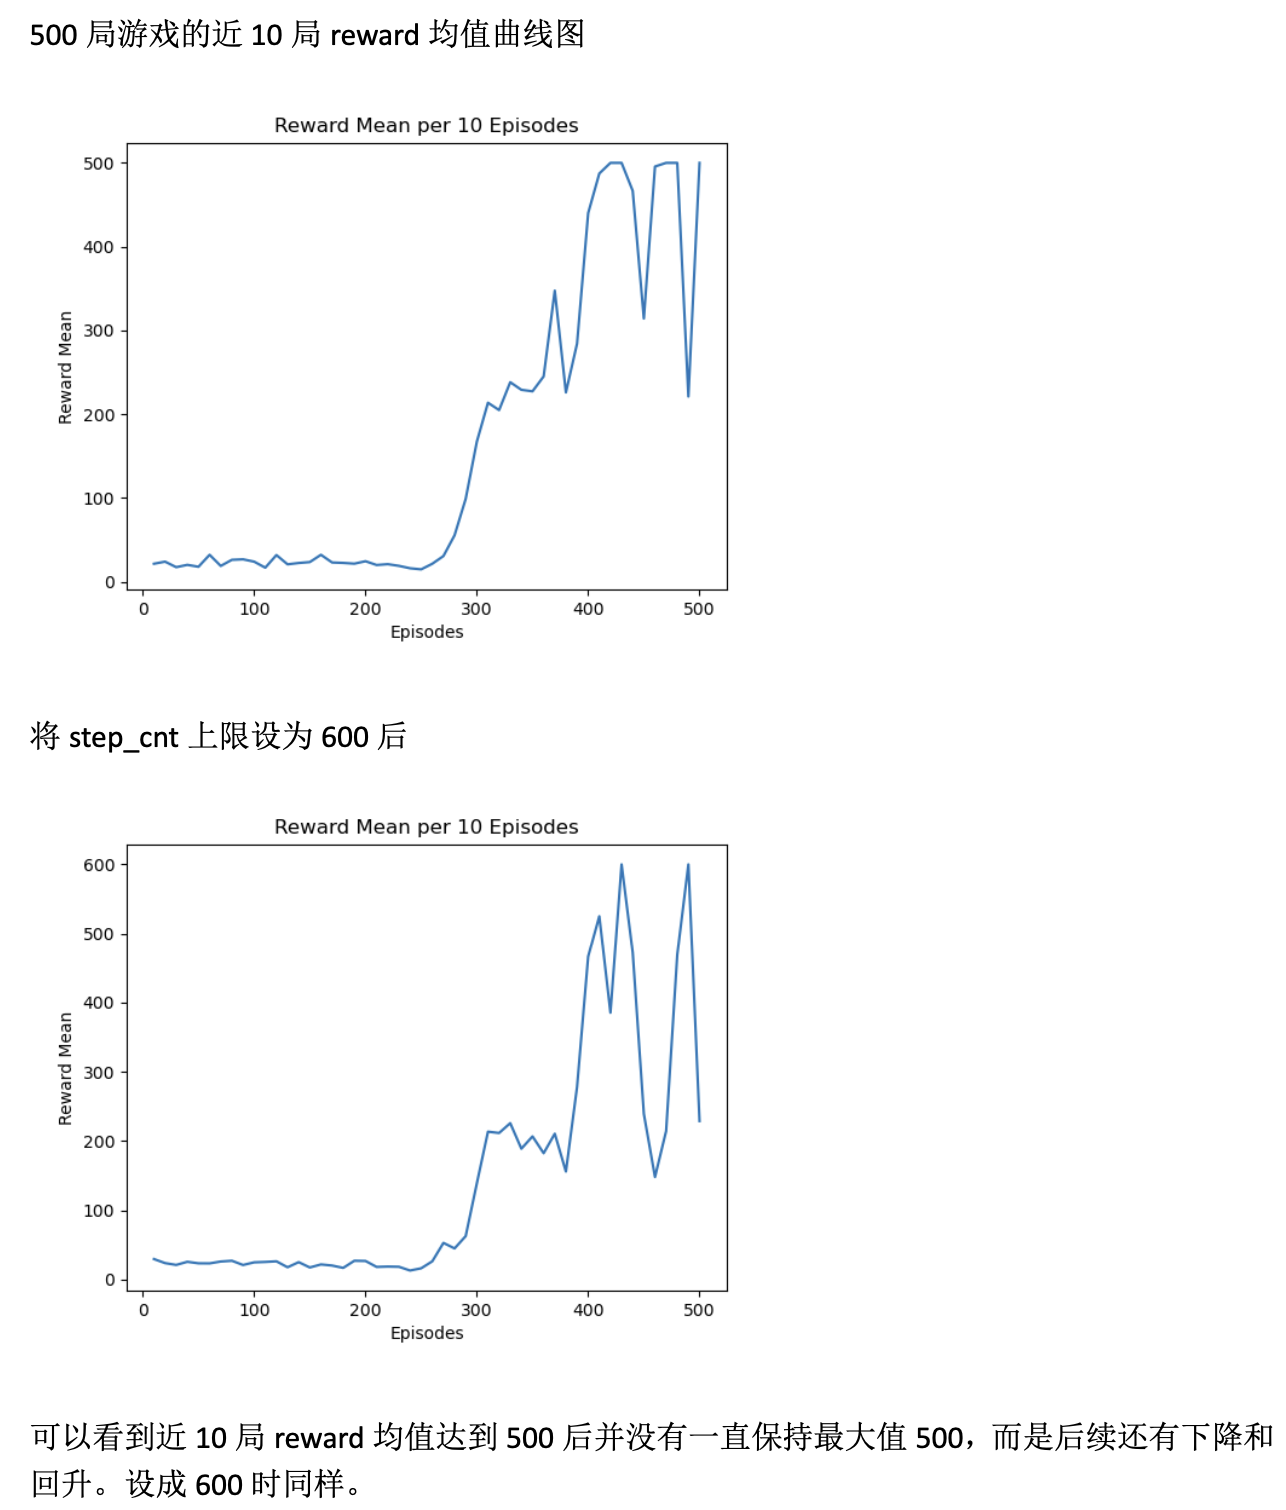 500 局游戏的近 10 局 reward 均值曲线图
Reward Mean per 10 Episodes
500
400
300
200
100
0
Reward Mean
0 100 200 300 400 500
Episodes
将 step_cnt 上限设为 600 后
Reward Mean per 10 Episodes
600
500
400
300
200
100
0
Reward Mean
0 100 200 300 400 500
Episodes
可以看到近 10 局 reward 均值达到 500 后并没有一直保持最大值 500，而是后续还有下降和
回升。设成 600 时同样。